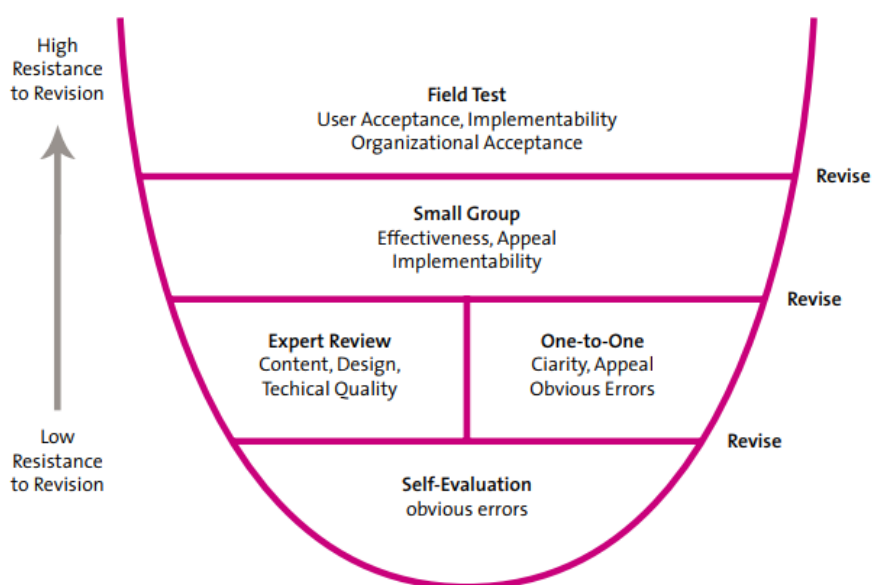 High
Resistance
to Revision
Field Test
User Acceptance, Implementability
Organizational Acceptance
Revise
Small Group
Effectiveness, Appeal
Implementability
Revise
Expert Review
Content, Design,
Techical Quality
One-to-One
Ciarity, Appeal
Obvious Errors
Low
Resistance
to Revision
Revise
Self-Evaluation
obvious errors